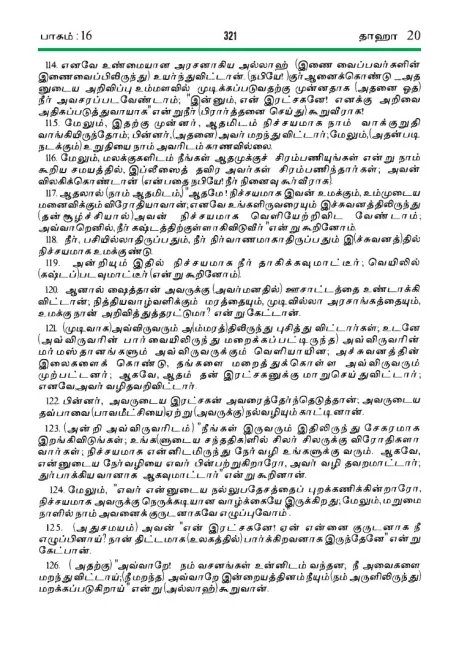 பாகம் : 16 321 தாஹா 20
114. எனவே உண்மையான அரசனாகிய அல்லாஹ் (இணை வைப்பவர்களின்
இணைவைப்பிலிருந்து) உயர்ந்துவிட்டான். (நபியே! )குர்ஆனைக்கொண்டு _அத
னுடைய அறிவிப்பு உம்மளவில் முடிக்கப்படுவதற்கு முன்னதாக (அதனை ஓத)
நீர் அவசரப்படவேண்டாம்; "இன்னும், என் இரட்சகனே! எனக்கு அறிவை
அதிகப்படுத்துவாயாக" என்று நீர் (பிரார்த்தனை செய்து) கூறுவீராக!
115. மேலும், இதற்கு முன்னர், ஆதமிடம் நிச்சயமாக நாம் வாக்குறுதி
வாங்கியிருந்தோம்; பின்னர், (அதனை) அவர் மறந்து விட்டார்; மேலும், (அதன்படி
நடக்கும்) உறுதியை நாம் அவரிடம் காணவில்லை.
116. மேலும், மலக்குகளிடம் நீங்கள் ஆதமுக்குச் சிரம்பணியுங்கள் என்று நாம்
கூறிய சமயத்தில், இப்லீஸைத் தவிர அவர்கள் சிரம்பணிந்தார்கள்; அவன்
விலகிக்கொண்டான் (என்பதை நபியே! நீர் நினைவு கூர்வீராக).
117. ஆதலால் (நாம் ஆதமிடம்,) "ஆதமே! நிச்சயமாக இவன் உமக்கும், உம்முடைய
மனைவிக்கும் விரோதியாவான்; எனவே உங்களிருவரையும் இச்சுவனத்திலிருந்து
(தன் சூழ்ச்சியால்) அவன் நிச்சயமாக வெளியேற்றிவிட வேண்டாம்;
அவ்வாறெனில், நீர் கஷ்டத்திற்குள்ளாகிவிடுவீர்" என்று கூறினோம்.
118. நீர், பசியில்லாதிருப்பதும், நீர் நிர்வாணமாகாதிருப்பதும் இ(ச்சுவனத்)தில்
நிச்சயமாக உமக்குண்டு.
119. அன்றியும் இதில் நிச்சயமாக நீர் தாகிக்கவுமாட்டீர்; வெயிலில்
(கஷ்டப்)படவுமாட்டீர் (என்று கூறினோம்).
120. ஆனால் ஷைத்தான் அவருக்கு (அவர் மனதில்) ஊசாட்டத்தை உண்டாக்கி
விட்டான்; நித்தியவாழ்வளிக்கும் மரத்தையும், முடிவில்லா அரசாங்கத்தையும்,
உமக்கு நான் அறிவித்துத்தரட்டுமா? என்று கேட்டான்.
121. (முடிவாக) அவ்விருவரும் அ(ம்மரத்)திலிருந்து புசித்து விட்டார்கள்; உடனே
(அவ்விருவரின் பார்வையிலிருந்து மறைக்கப்பட்டிருந்த) அவ்விருவரின்
மர்மஸ்தானங்களும் அவ்விருவருக்கும் வெளியாயின; அச்சுவனத்தின்
இலைகளைக் கொண்டு, தங்களை மறைத்துக்கொள்ள அவ்விருவரும்
முற்பட்டனர்; ஆகவே, ஆதம் தன் இரட்சகனுக்கு மாறுசெய்துவிட்டார்;
எனவே, அவர் வழிதவறிவிட்டார்.
122. பின்னர், அவருடைய இரட்சகன் அவரைத்தேர்ந்தெடுத்தான்; அவருடைய
தவ்பாவை (பாவமீட்சியை) ஏற்று (அவருக்கு) நல்வழியும் காட்டினான்.
123. (அன்றி அவ்விருவரிடம்) "நீங்கள் இருவரும் இதிலிருந்து சேகரமாக
இறங்கிவிடுங்கள்; உங்களுடைய சந்ததிகளில் சிலர் சிலருக்கு விரோதிகளா
வார்கள்; நிச்சயமாக என்னிடமிருந்து நேர்வழி உங்களுக்கு வரும். ஆகவே,
என்னுடைய நேர்வழியை எவர் பின்பற்றுகிறாரோ, அவர் வழி தவறமாட்டார்;
துர்பாக்கியவானாக ஆகவுமாட்டார்" என்று கூறினான்.
124. மேலும், "எவர் என்னுடைய நல்லுபதேசத்தைப் புறக்கணிக்கின்றாரோ,
நிச்சயமாக அவருக்கு நெருக்கடியான வாழ்க்கையே இருக்கிறது; மேலும், மறுமை
நாளில் நாம் அவனைக் குருடனாகவே எழுப்புவோம்".
125. (அதுசமயம்) அவன் "என் இரட்சகனே! ஏன் என்னை குருடனாக நீ
எழுப்பினாய்? நான் திட்டமாக (உலகத்தில்) பார்க்கிறவனாக இருந்தேனே" என்று
கேட்பான்.
126. (அதற்கு) "அவ்வாறே! நம் வசனங்கள் உன்னிடம் வந்தன; நீ அவைகளை
மறந்து விட்டாய்; (நீ மறந்த) அவ்வாறே இன்றையத்தினம் நீயும் (நம் அருளிலிருந்து)
மறக்கப்படுகிறாய்" என்று (அல்லாஹ்) கூறுவான்.